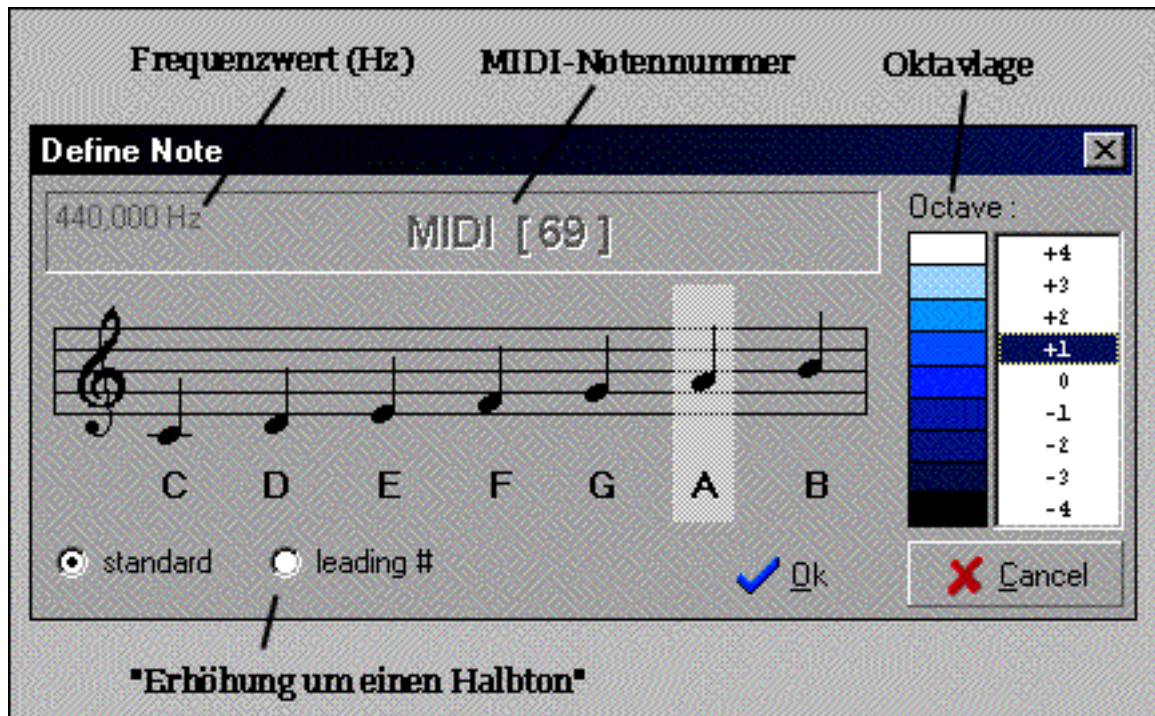 Frequenzwert (Hz) MIDI-Notennummer Oktavlage
Define Note
440,000 Hz MIDI [ 69 ] Octave :
+4
+3
+2
+1
0
-1
-2
-3
-4
C D E F G A B
standard leading # Ok Cancel
"Erhöhung um einen Halbton"